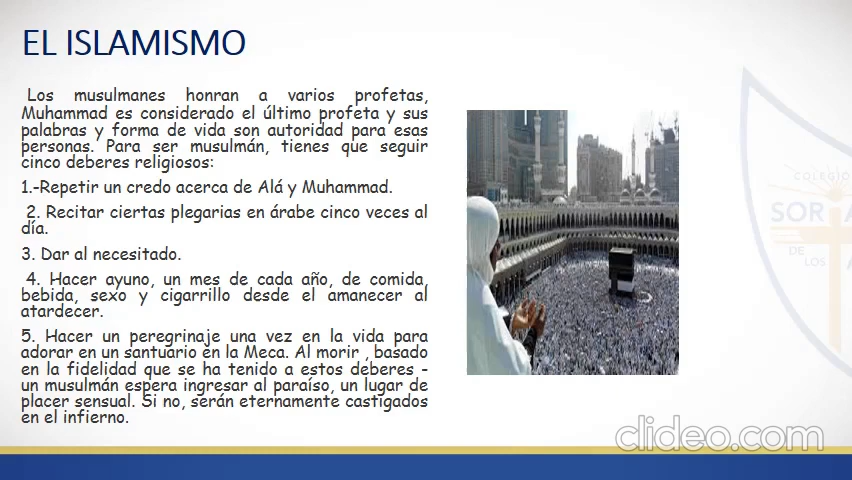 EL ISLAMISMO
Los musulmanes honran a varios profetas,
Muhammad es considerado el último profeta y sus
palabras y forma de vida son autoridad para esas
personas. Para ser musulmán, tienes que seguir
cinco deberes religiosos:
1.-Repetir un credo acerca de Alá y Muhammad.
2. Recitar ciertas plegarias en árabe cinco veces al
día.
3. Dar al necesitado.
4. Hacer ayuno, un mes de cada año, de comida,
bebida, sexo y cigarrillo desde el amanecer al
atardecer.
5. Hacer un peregrinaje una vez en la vida para
adorar en un santuario en la Meca. Al morir , basado
en la fidelidad que se ha tenido a estos deberes -
un musulmán espera ingresar al paraíso, un lugar de
placer sensual. Si no, serán eternamente castigados
en el infierno.
COLEGIO
DE LOS
clideo.com